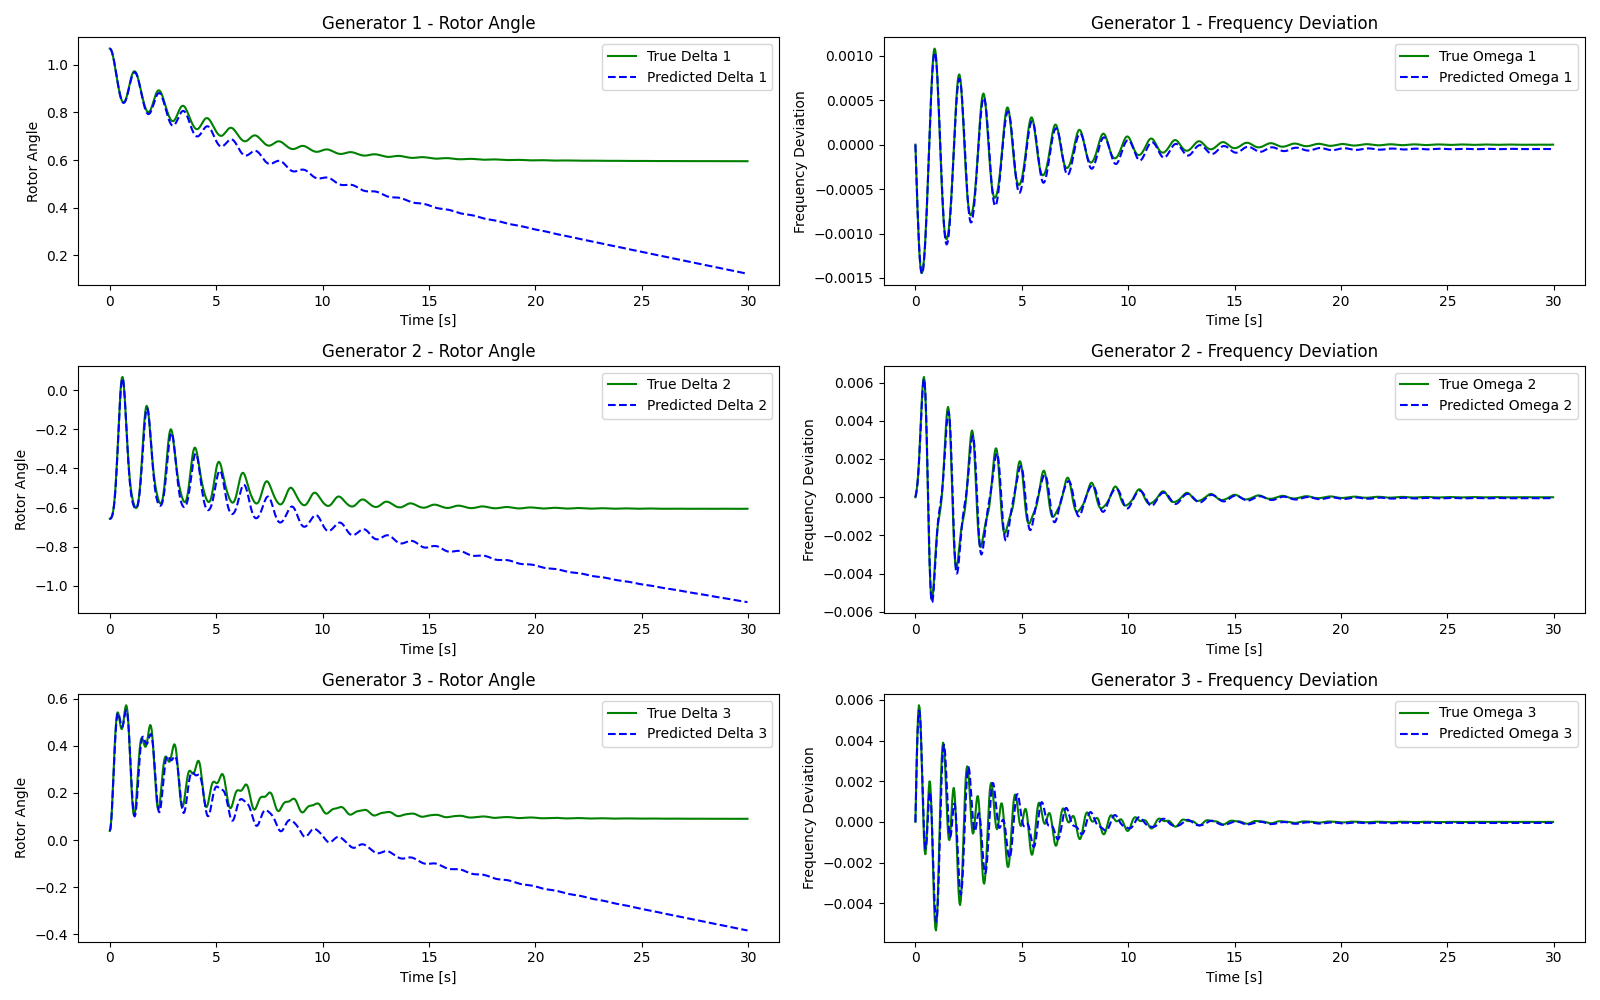 Generator 1 - Rotor Angle
Rotor Angle
1.0
0.8
0.6
0.4
0.2
True Delta 1
Predicted Delta 1
0 5 10 15 20 25 30
Time [s]
Generator 1 - Frequency Deviation
Frequency Deviation
0.0010
0.0005
0.0000
−0.0005
−0.0010
−0.0015
True Omega 1
Predicted Omega 1
0 5 10 15 20 25 30
Time [s]
Generator 2 - Rotor Angle
Rotor Angle
0.0
−0.2
−0.4
−0.6
−0.8
−1.0
True Delta 2
Predicted Delta 2
0 5 10 15 20 25 30
Time [s]
Generator 2 - Frequency Deviation
Frequency Deviation
0.006
0.004
0.002
0.000
−0.002
−0.004
−0.006
True Omega 2
Predicted Omega 2
0 5 10 15 20 25 30
Time [s]
Generator 3 - Rotor Angle
Rotor Angle
0.6
0.4
0.2
0.0
−0.2
−0.4
True Delta 3
Predicted Delta 3
0 5 10 15 20 25 30
Time [s]
Generator 3 - Frequency Deviation
Frequency Deviation
0.006
0.004
0.002
0.000
−0.002
−0.004
True Omega 3
Predicted Omega 3
0 5 10 15 20 25 30
Time [s]